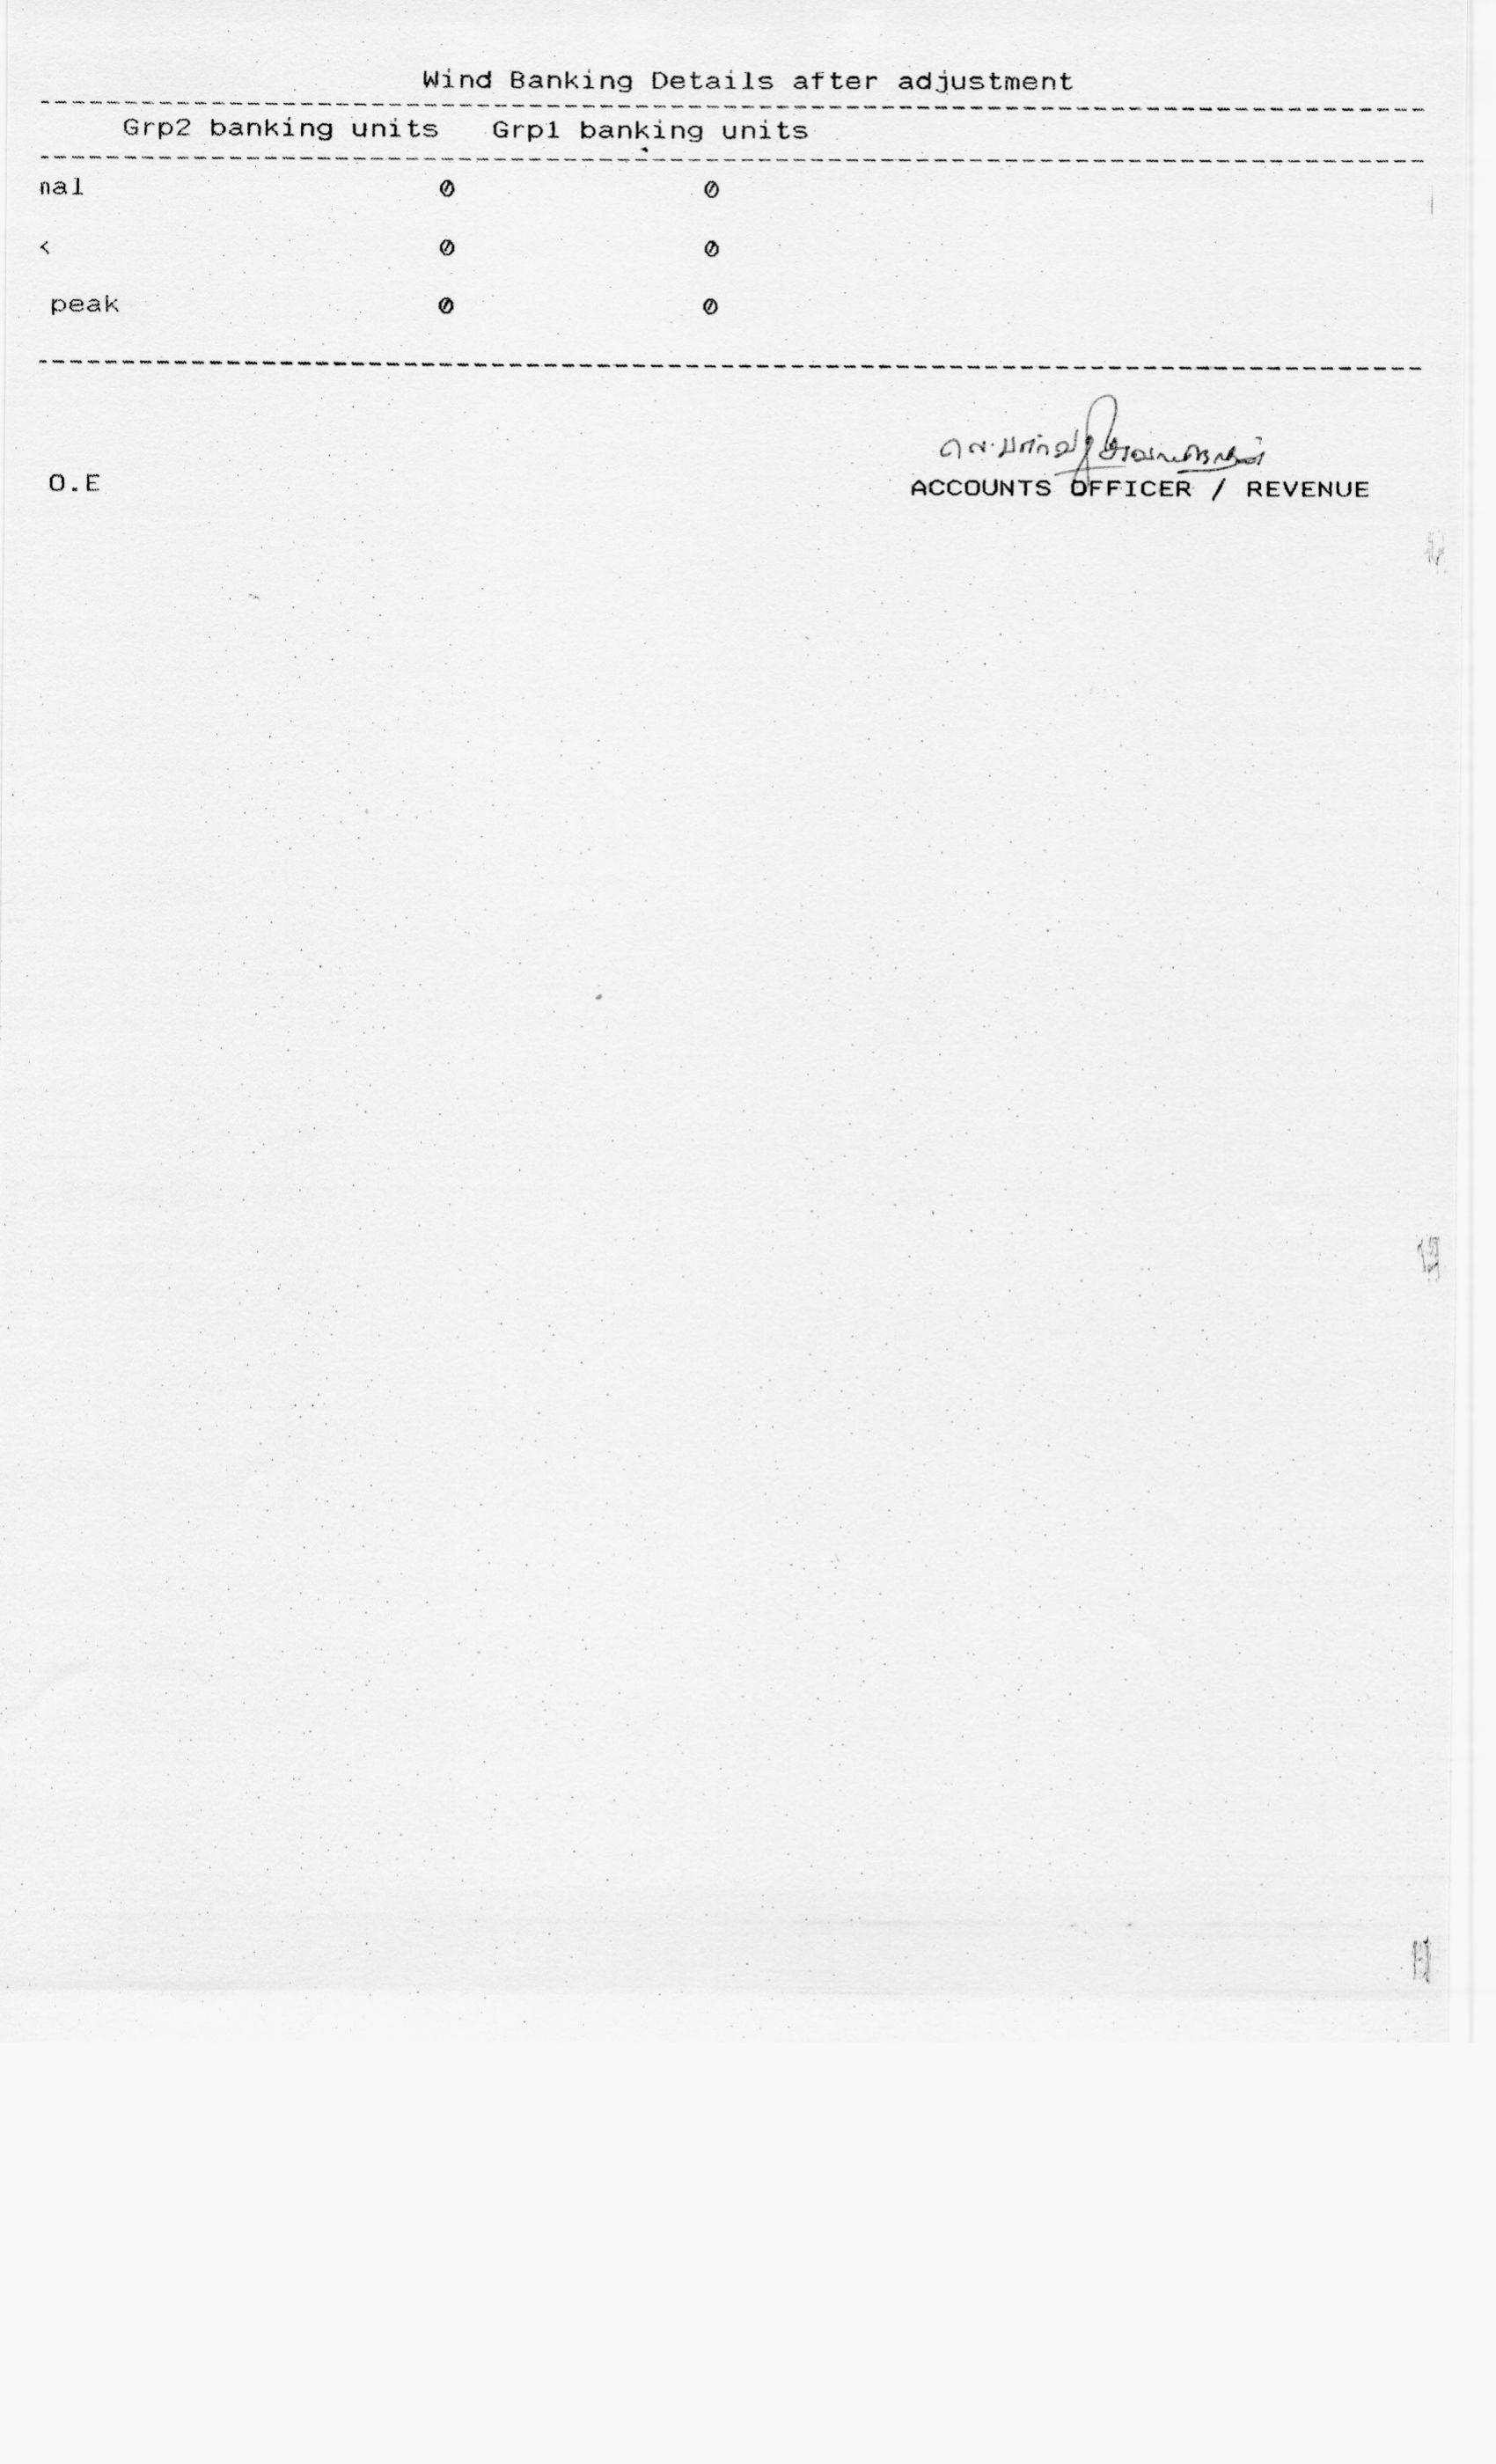 Wind Banking Details after adjustment
Grp2 banking units Grp1 banking units
nal 0 0
< 0 0
peak 0 0
O.E
ACCOUNTS OFFICER / REVENUE